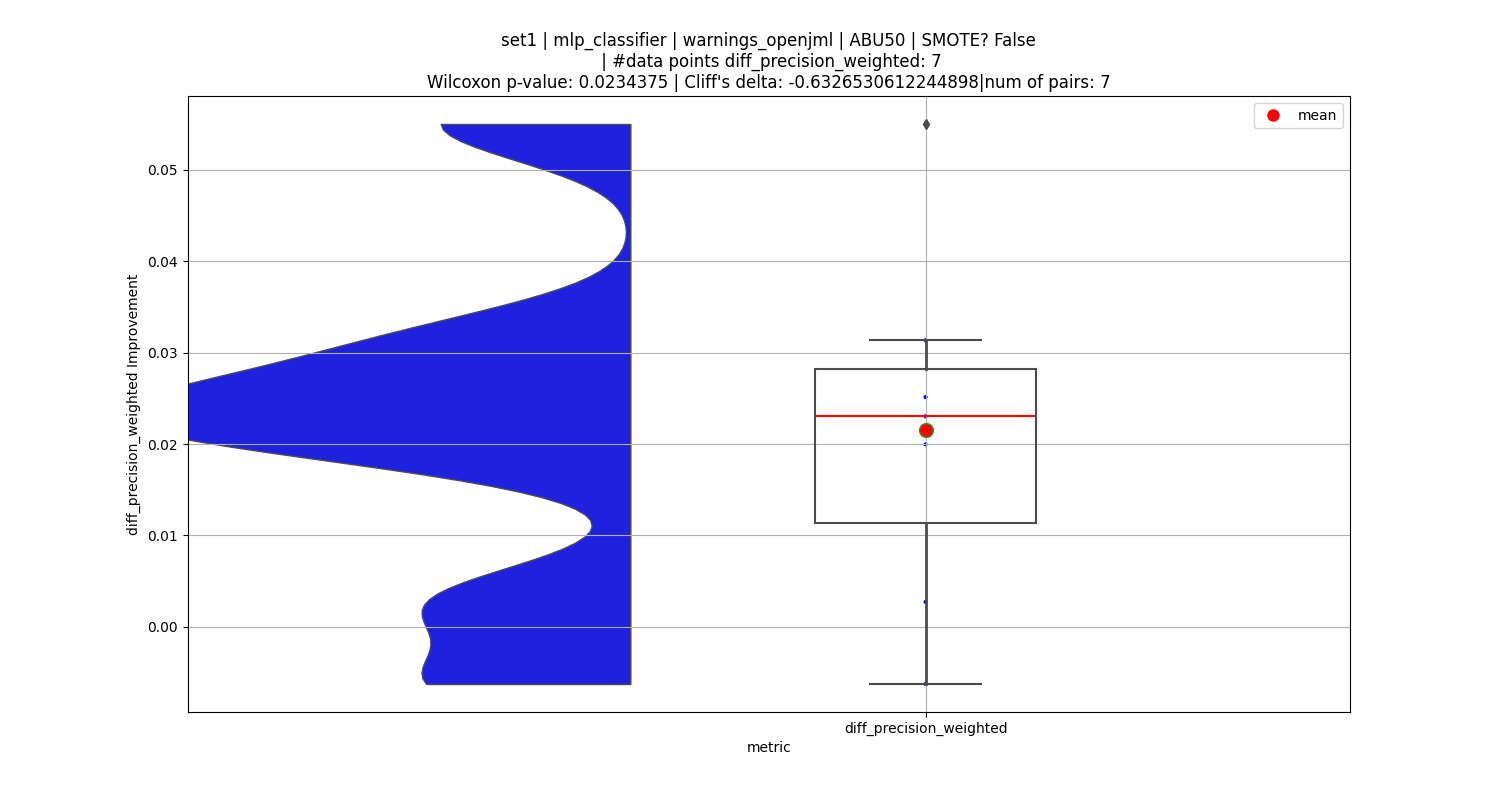 set1 | mlp_classifier | warnings_openjml | ABU50 | SMOTE? False
| #data points diff_precision_weighted: 7
Wilcoxon p-value: 0.0234375 | Cliff's delta: -0.6326530612244898|num of pairs: 7
mean
0.05
0.04
0.03
0.02
0.01
0.00
diff_precision_weighted Improvement
diff_precision_weighted
metric